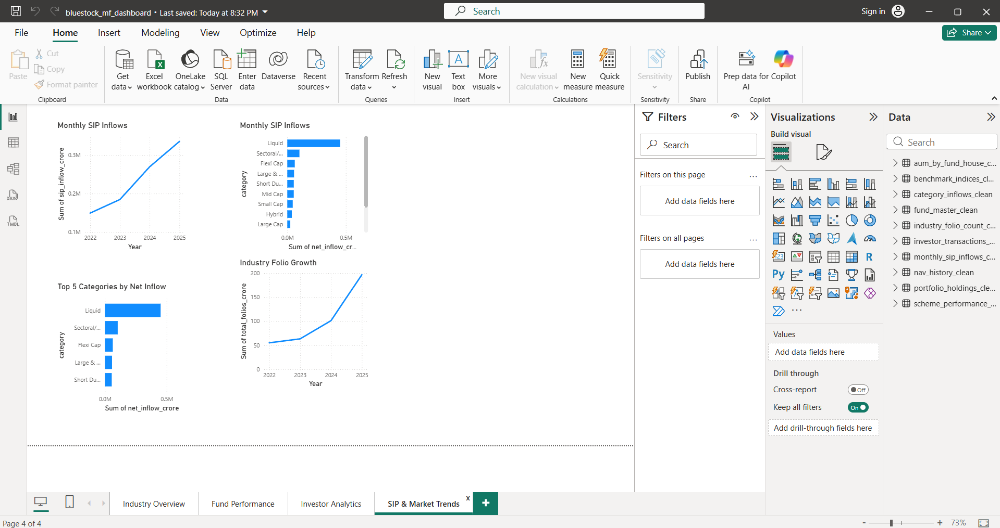 bluestock_mf_dashboard • Last saved: Today at 8:32 PM
Search
Sign in
File Home Insert Modeling View Optimize Help
Share
Paste
Cut
Copy
Format painter
Clipboard
Get data
Excel workbook
OneLake catalog
SQL Server
Enter data
Dataverse
Recent sources
Data
Transform data
Refresh
Queries
New visual
Text box
More visuals
Insert
New visual calculation
New measure
Quick measure
Calculations
Sensitivity
Sensitivity
Publish
Share
Prep data for AI
Copilot
Copilot
Monthly SIP Inflows
Sum of sip_inflow_crore
0.3M
0.2M
0.1M
2022 2023 2024 2025
Year
Monthly SIP Inflows
category
Liquid
Sectoral/...
Flexi Cap
Large & ...
Short Du...
Mid Cap
Small Cap
Hybrid
Large Cap
0.0M 0.5M
Sum of net_inflow_cr...
Top 5 Categories by Net Inflow
category
Liquid
Sectoral/...
Flexi Cap
Large & ...
Short Du...
0.0M 0.5M
Sum of net_inflow_crore
Industry Folio Growth
Sum of total_folios_crore
200
150
100
50
0
2022 2023 2024 2025
Year
Filters
Search
Filters on this page
...
Add data fields here
Filters on all pages
...
Add data fields here
Visualizations
Build visual
123
R
Py
...
Values
Add data fields here
Drill through
Cross-report
Off
Keep all filters
On
Add drill-through fields here
Data
Search
aum_by_fund_house_c...
benchmark_indices_cl...
category_inflows_clean
fund_master_clean
industry_folio_count_c...
investor_transactions_...
monthly_sip_inflows_c...
nav_history_clean
portfolio_holdings_cle...
scheme_performance_...
DAX
TMDL
Industry Overview
Fund Performance
Investor Analytics
SIP & Market Trends
x
+
Page 4 of 4
- + 73%